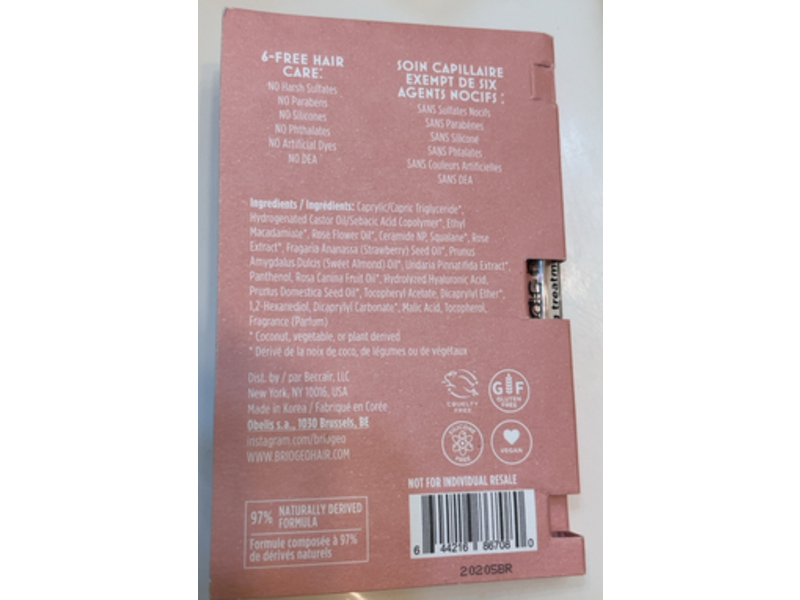 6-FREE HAIR
CARE*:
NO Harsh Sulfates
NO Parabens
NO Silicones
NO Phthalates
NO Artificial Dyes
NO DEA
SOIN CAPILLAIRE
EXEMPT DE SIX
AGENTS NOCIFS :
SANS Sulfates Nocifs
SANS Parabènes
SANS Silicone
SANS Phtalates
SANS Couleurs Artificielles
SANS DEA
Ingredients / Ingrédients: Caprylic/Capric Triglyceride*,
Hydrogenated Castor Oil/Sebacic Acid Copolymer*, Ethyl
Macadamiate*, Rose Flower Oil*, Ceramide NP, Squalane*, Rose
Extract*, Fragaria Ananassa (Strawberry) Seed Oil*, Prunus
Amygdalus Dulcis (Sweet Almond) Oil*, Undaria Pinnatifida Extract*,
Panthenol, Rosa Canina Fruit Oil*, Hydrolyzed Hyaluronic Acid,
Prunus Domestica Seed Oil*, Tocopheryl Acetate, Dicaprylyl Ether*,
1,2-Hexanediol, Dicaprylyl Carbonate*, Malic Acid, Tocopherol,
Fragrance (Parfum)
* Coconut, vegetable, or plant derived
* Dérivé de la noix de coco, de légumes ou de végétaux
Dist. by / par Beccair, LLC
New York, NY 10016, USA
Made in Korea / Fabriqué en Corée
Obelis s.a., 1030 Brussels, BE
instagram.com/briogeo
WWW.BRIOGEOHAIR.COM
CRUELTY
FREE
G F
GLUTEN
FREE
SILICONE
FREE
VEGAN
NOT FOR INDIVIDUAL RESALE
97% NATURALLY DERIVED
FORMULA
Formule composée à 97%
de dérivés naturels
6 44216 86708 0
20205BR
treatm